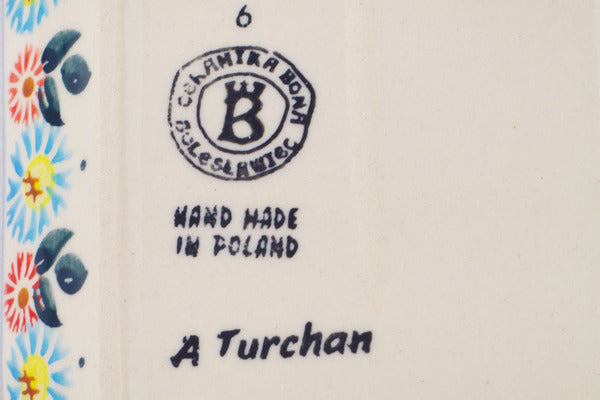 6
CERAMIKA BONA
B
BOLESŁAWIEC
HAND MADE
IN POLAND
A Turchan